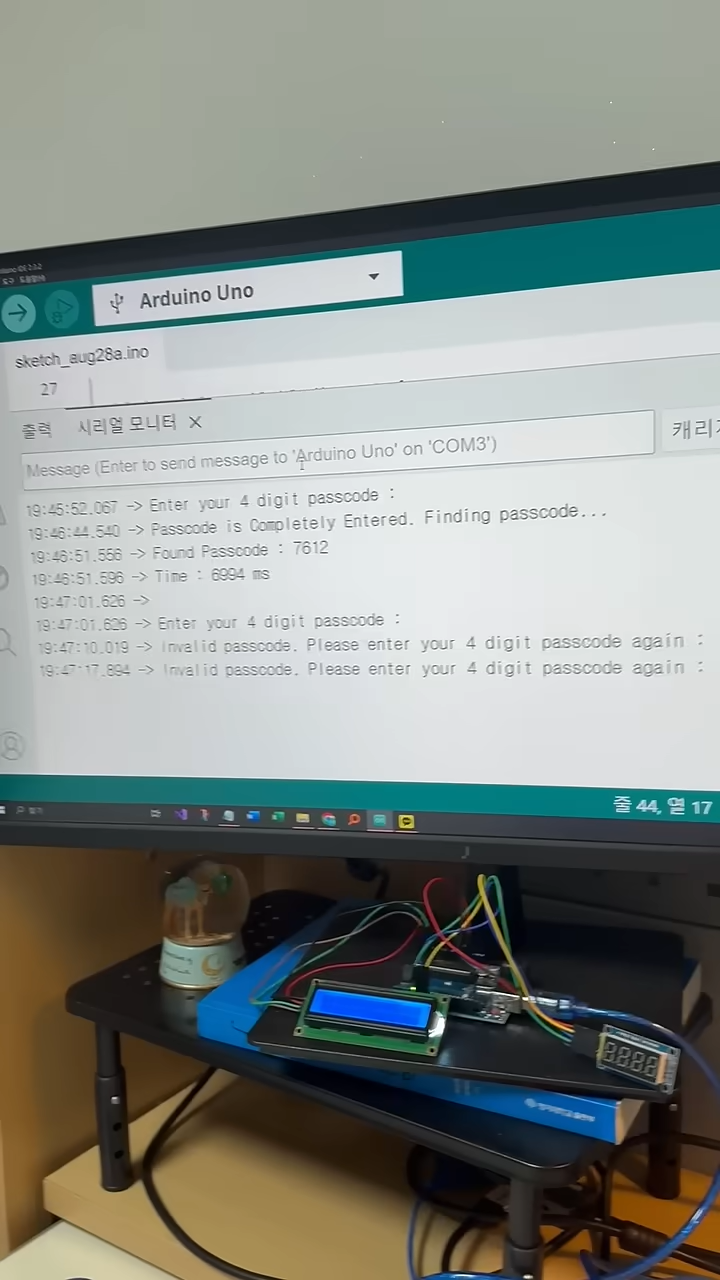 Arduino Uno
sketch_aug28a.ino
27
출력 시리얼 모니터 ×
Message (Enter to send message to 'Arduino Uno' on 'COM3')
19:45:52.067 -> Enter your 4 digit passcode :
19:46:44.540 -> Passcode is Completely Entered. Finding passcode...
19:46:51.556 -> Found Passcode : 7612
19:46:51.596 -> Time : 6994 ms
19:47:01.626 ->
19:47:01.626 -> Enter your 4 digit passcode :
19:47:10.019 -> Invalid passcode. Please enter your 4 digit passcode again :
19:47:17.894 -> Invalid passcode. Please enter your 4 digit passcode again :
줄 44, 열 17